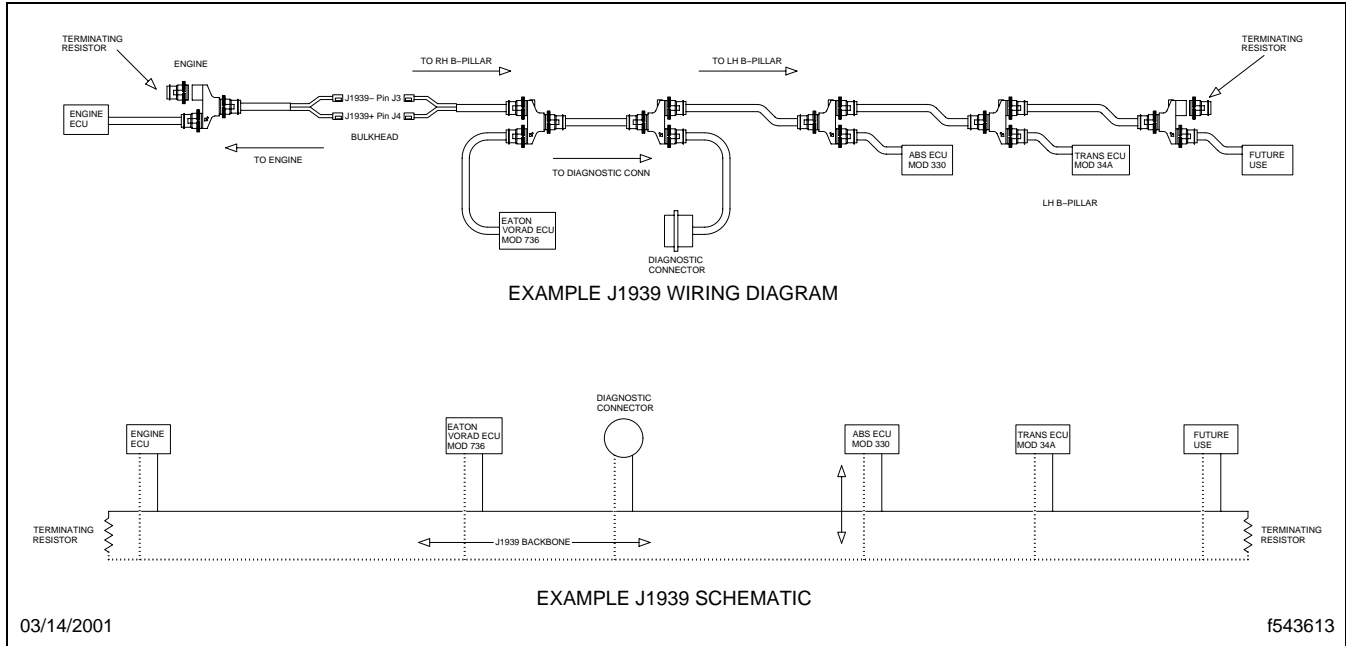 TERMINATING
RESISTOR
ENGINE
TO RH B–PILLAR
TO LH B–PILLAR
TERMINATING
RESISTOR
ENGINE
ECU
J1939– Pin J3
J1939+ Pin J4
BULKHEAD
TO ENGINE
TO DIAGNOSTIC CONN
ABS ECU
MOD 330
TRANS ECU
MOD 34A
FUTURE
USE
LH B–PILLAR
EATON
VORAD ECU
MOD 736
DIAGNOSTIC
CONNECTOR
EXAMPLE J1939 WIRING DIAGRAM
DIAGNOSTIC
CONNECTOR
ENGINE
ECU
EATON
VORAD ECU
MOD 736
ABS ECU
MOD 330
TRANS ECU
MOD 34A
FUTURE
USE
TERMINATING
RESISTOR
J1939 BACKBONE
TERMINATING
RESISTOR
EXAMPLE J1939 SCHEMATIC
03/14/2001
f543613